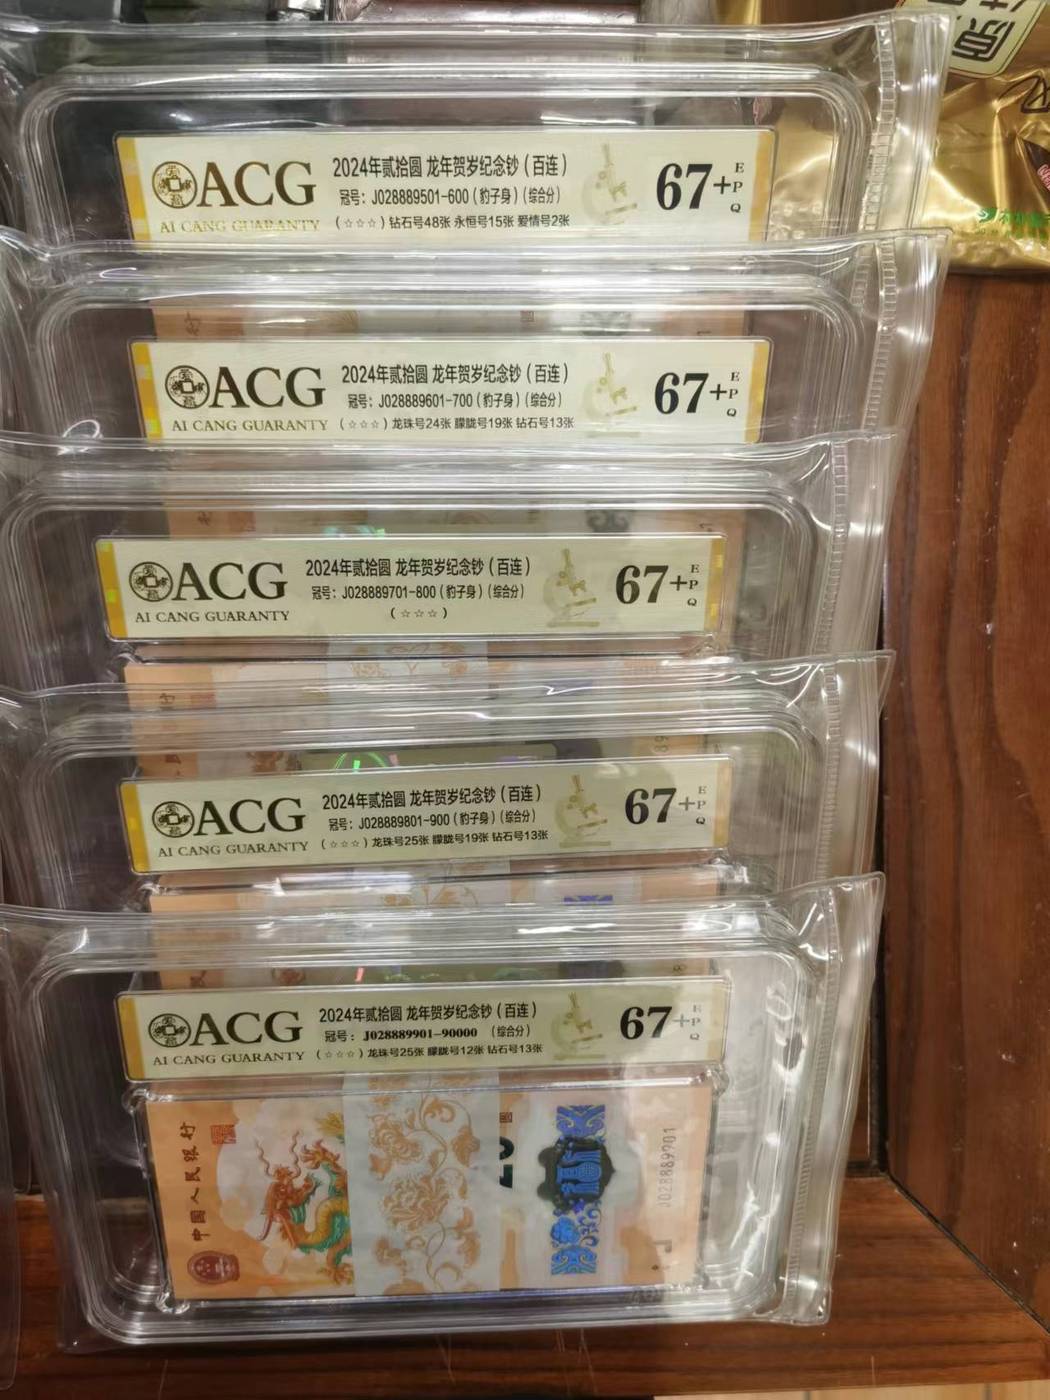 ACG
AI CANG GUARANTY
2024年贰拾圆 龙年贺岁纪念钞（百连）
冠号：J028889501-600（豹子身）（综合分）
（☆☆☆）钻石号48张 永恒号15张 爱情号2张
67+
E
P
Q
ACG
AI CANG GUARANTY
2024年贰拾圆 龙年贺岁纪念钞（百连）
冠号：J028889601-700（豹子身）（综合分）
（☆☆☆）龙珠号24张 朦胧号19张 钻石号13张
67+
E
P
Q
ACG
AI CANG GUARANTY
2024年贰拾圆 龙年贺岁纪念钞（百连）
冠号：J028889701-800（豹子身）（综合分）
（☆☆☆）
67+
E
P
Q
ACG
AI CANG GUARANTY
2024年贰拾圆 龙年贺岁纪念钞（百连）
冠号：J028889801-900（豹子身）（综合分）
（☆☆☆）龙珠号25张 朦胧号19张 钻石号13张
67+
E
P
Q
ACG
AI CANG GUARANTY
2024年贰拾圆 龙年贺岁纪念钞（百连）
冠号：J028889901-90000 （综合分）
（☆☆☆）龙珠号25张 朦胧号12张 钻石号13张
67+
E
P
Q
中国人民银行
J028889901